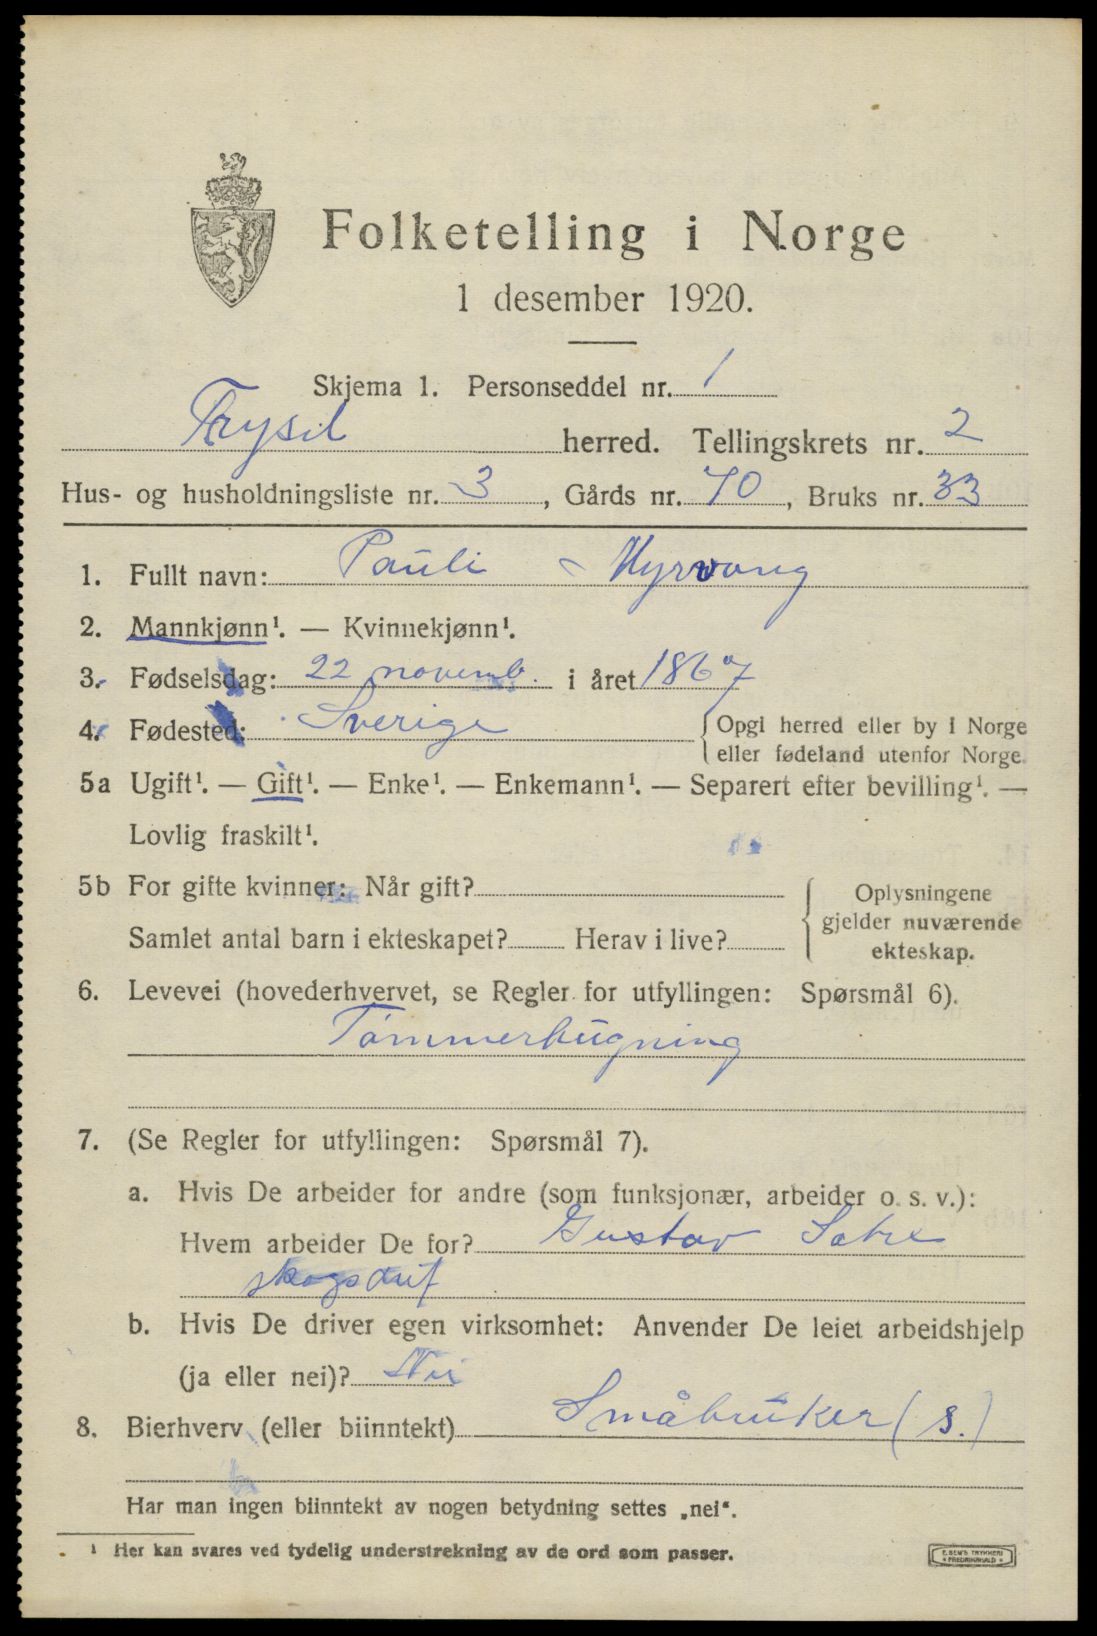 Folketelling i Norge
1 desember 1920.
Skjema 1. Personseddel nr. 1
Trysil herred. Tellingskrets nr. 2
Hus- og husholdningsliste nr. 3, Gårds nr. 70, Bruks nr. 33
1. Fullt navn: Pauli Myrvang
2. Mannkjønn¹. — Kvinnekjønn¹.
3. Fødselsdag: 22 novemb. i året 1867
4. Fødested: Sverige
Opgi herred eller by i Norge
eller fødeland utenfor Norge.
5a Ugift¹. — Gift¹. — Enke¹. — Enkemann¹. — Separert efter bevilling¹. —
Lovlig fraskilt¹.
5b For gifte kvinner: Når gift?
Samlet antal barn i ekteskapet? Herav i live?
Oplysningene
gjelder nuværende
ekteskap.
6. Levevei (hovederhvervet, se Regler for utfyllingen: Spørsmål 6).
Tømmerhugning
7. (Se Regler for utfyllingen: Spørsmål 7).
a. Hvis De arbeider for andre (som funksjonær, arbeider o. s. v.):
Hvem arbeider De for? Gustav Sætre
skogsdrif
b. Hvis De driver egen virksomhet: Anvender De leiet arbeidshjelp
(ja eller nei)? Nei
8. Bierhverv (eller biinntekt) Småbruker (s.)
Har man ingen biinntekt av nogen betydning settes „nei“.
¹ Her kan svares ved tydelig understrekning av de ord som passer.
E. SEM'S TRYKKERI
FREDRIKSHALD